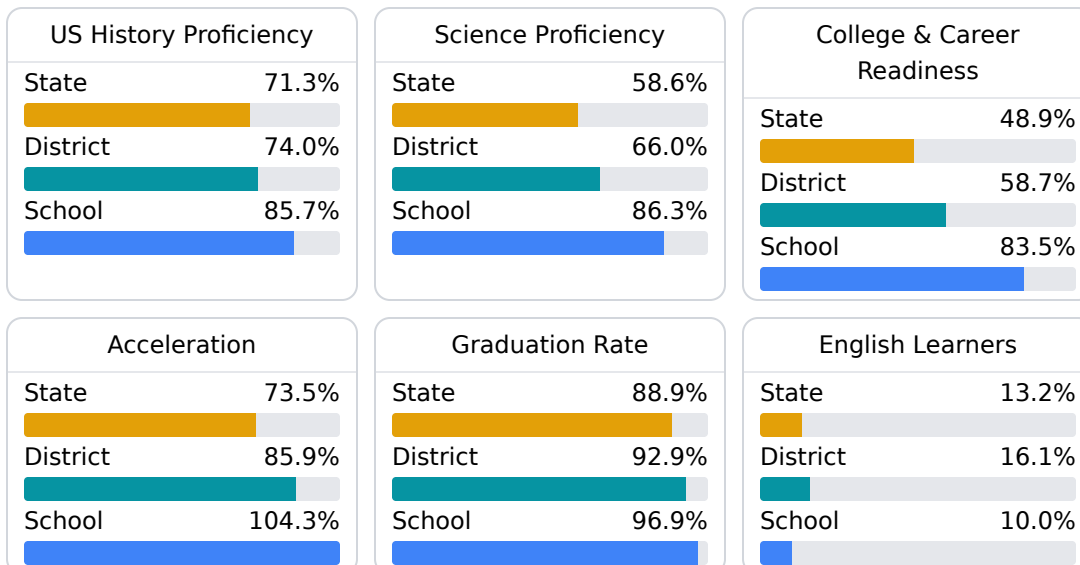 US History Proficiency
State 71.3%
District 74.0%
School 85.7%
Science Proficiency
State 58.6%
District 66.0%
School 86.3%
College & Career
Readiness
State 48.9%
District 58.7%
School 83.5%
Acceleration
State 73.5%
District 85.9%
School 104.3%
Graduation Rate
State 88.9%
District 92.9%
School 96.9%
English Learners
State 13.2%
District 16.1%
School 10.0%